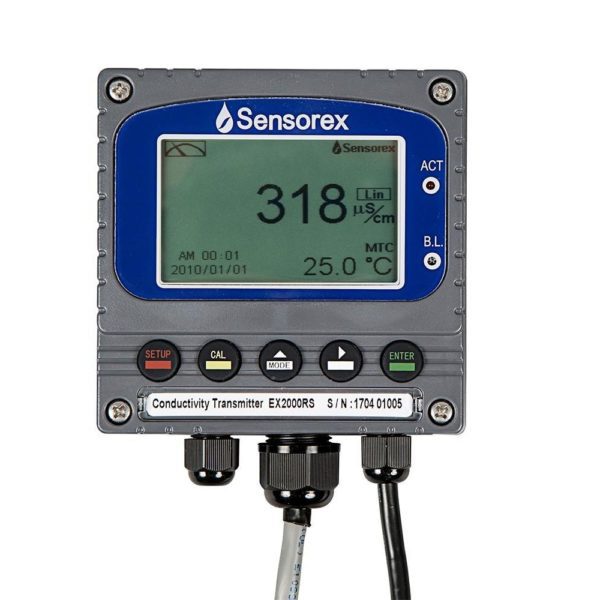 Sensorex
Sensorex
ACT
318 Lin µS/cm
B.L.
AM 00:01
MTC
2010/01/01
25.0 °C
SETUP
CAL
MODE
ENTER
Conductivity Transmitter EX2000RS S/N:1704 01005